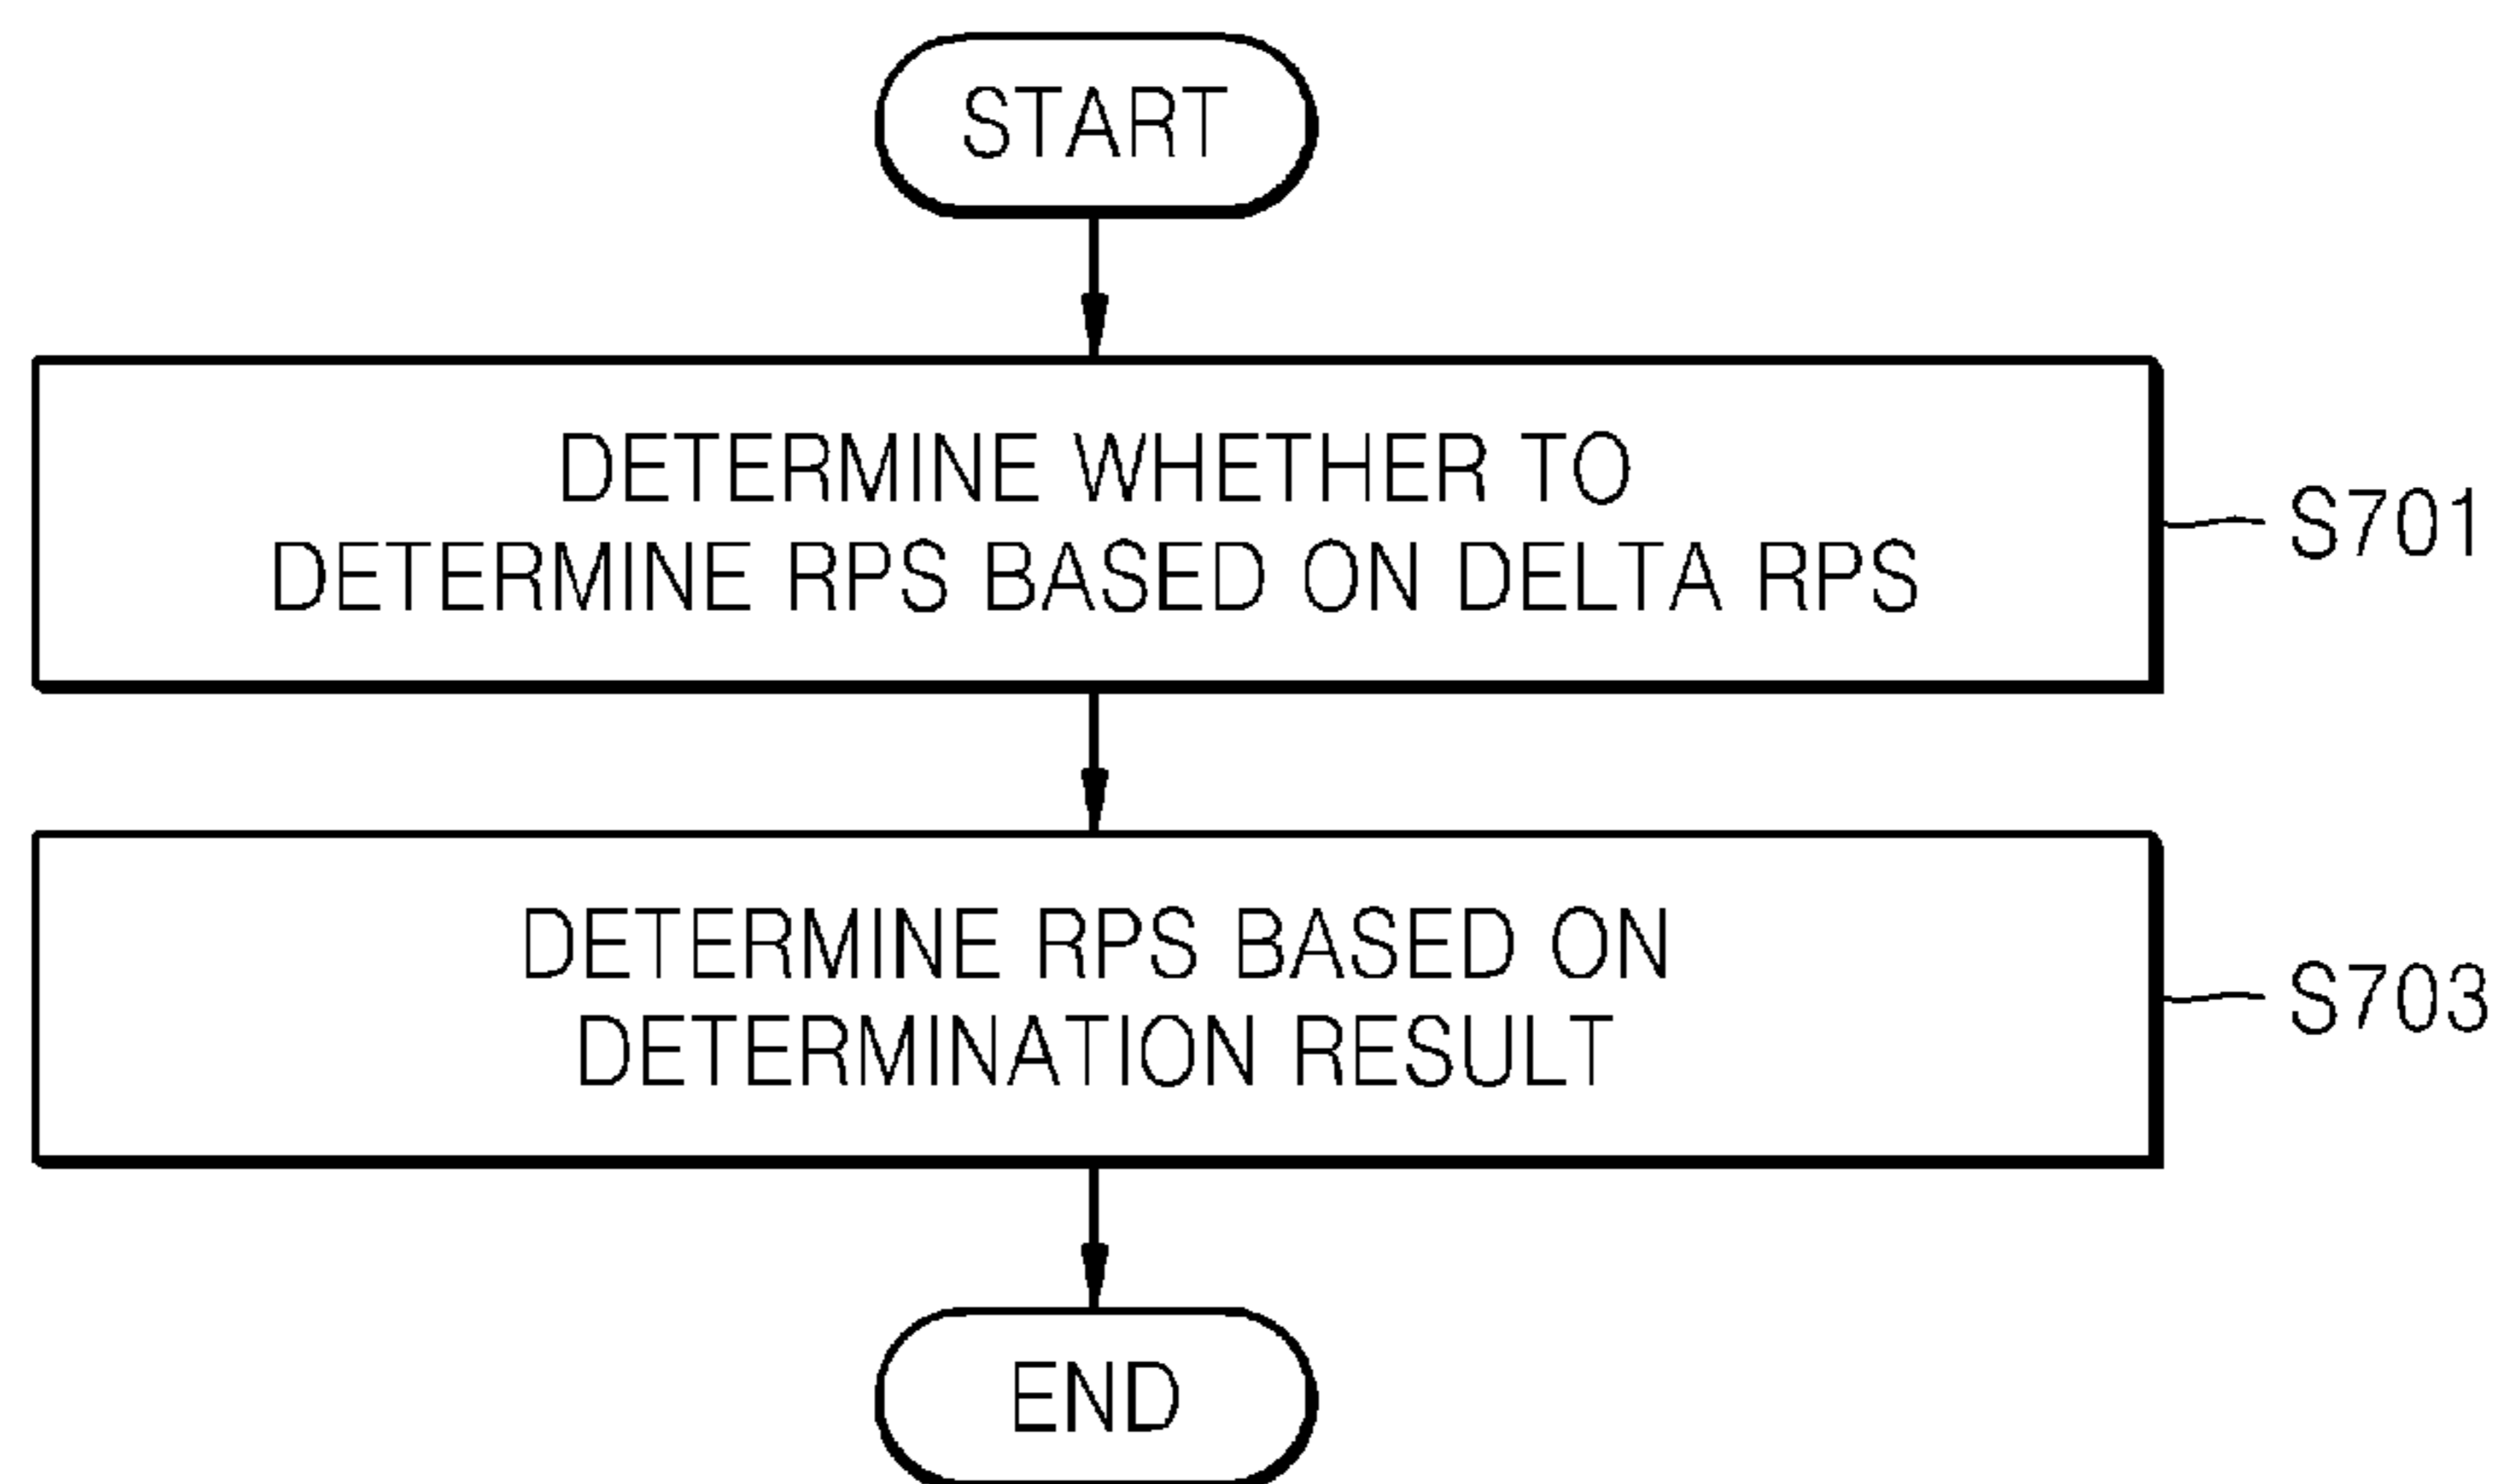 START
DETERMINE WHETHER TO
DETERMINE RPS BASED ON DELTA RPS
S701
DETERMINE RPS BASED ON
DETERMINATION RESULT
S703
END